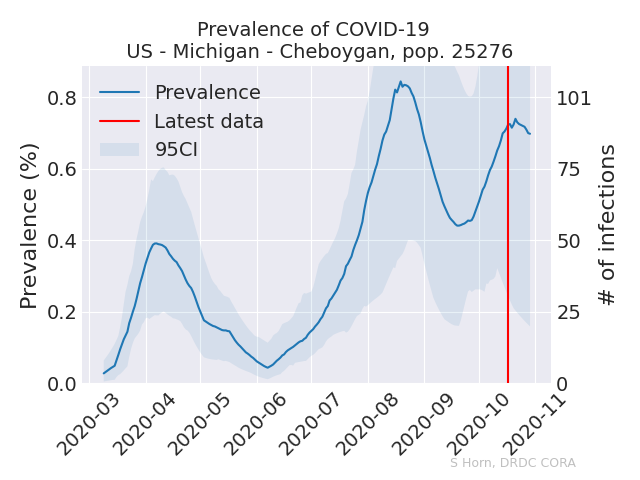 Prevalence of COVID-19
US - Michigan - Cheboygan, pop. 25276
Prevalence
Latest data
95CI
Prevalence (%)
0.8
0.6
0.4
0.2
0.0
101
75
50
25
0
# of infections
2020-03
2020-04
2020-05
2020-06
2020-07
2020-08
2020-09
2020-10
2020-11
S Horn, DRDC CORA